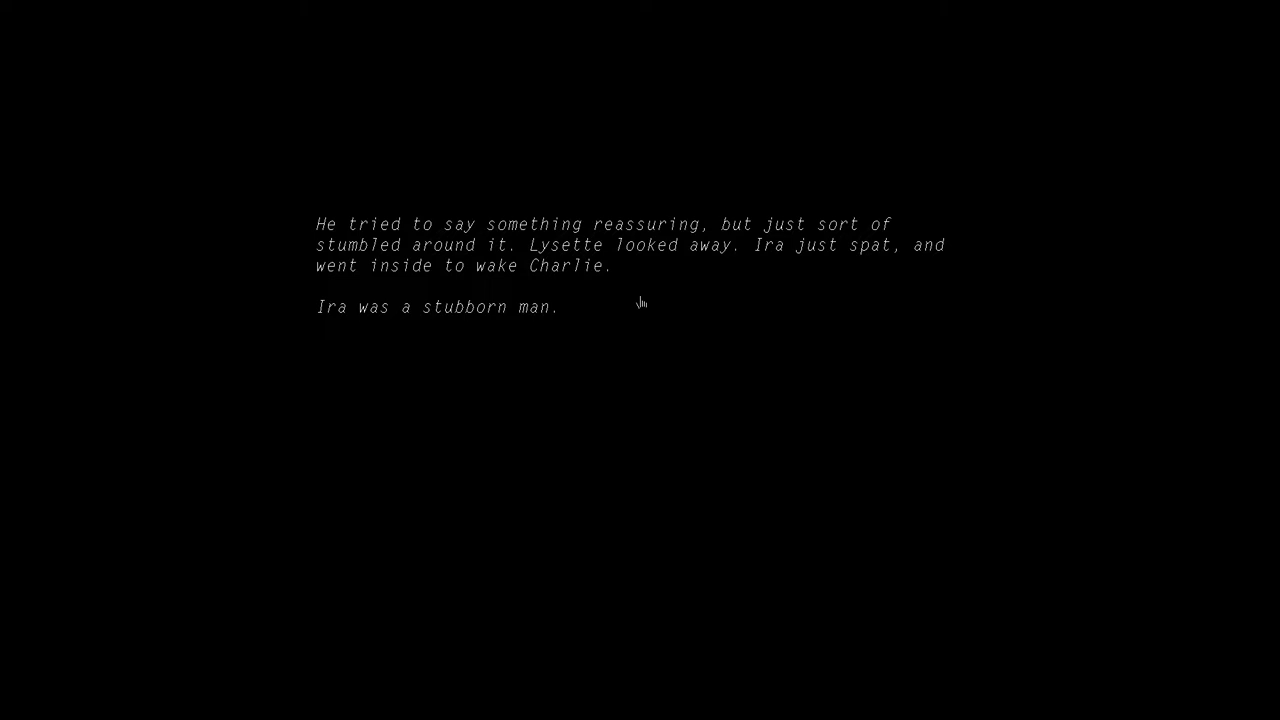 He tried to say something reassuring, but just sort of
stumbled around it. Lysette looked away. Ira just spat, and
went inside to wake Charlie.
Ira was a stubborn man.